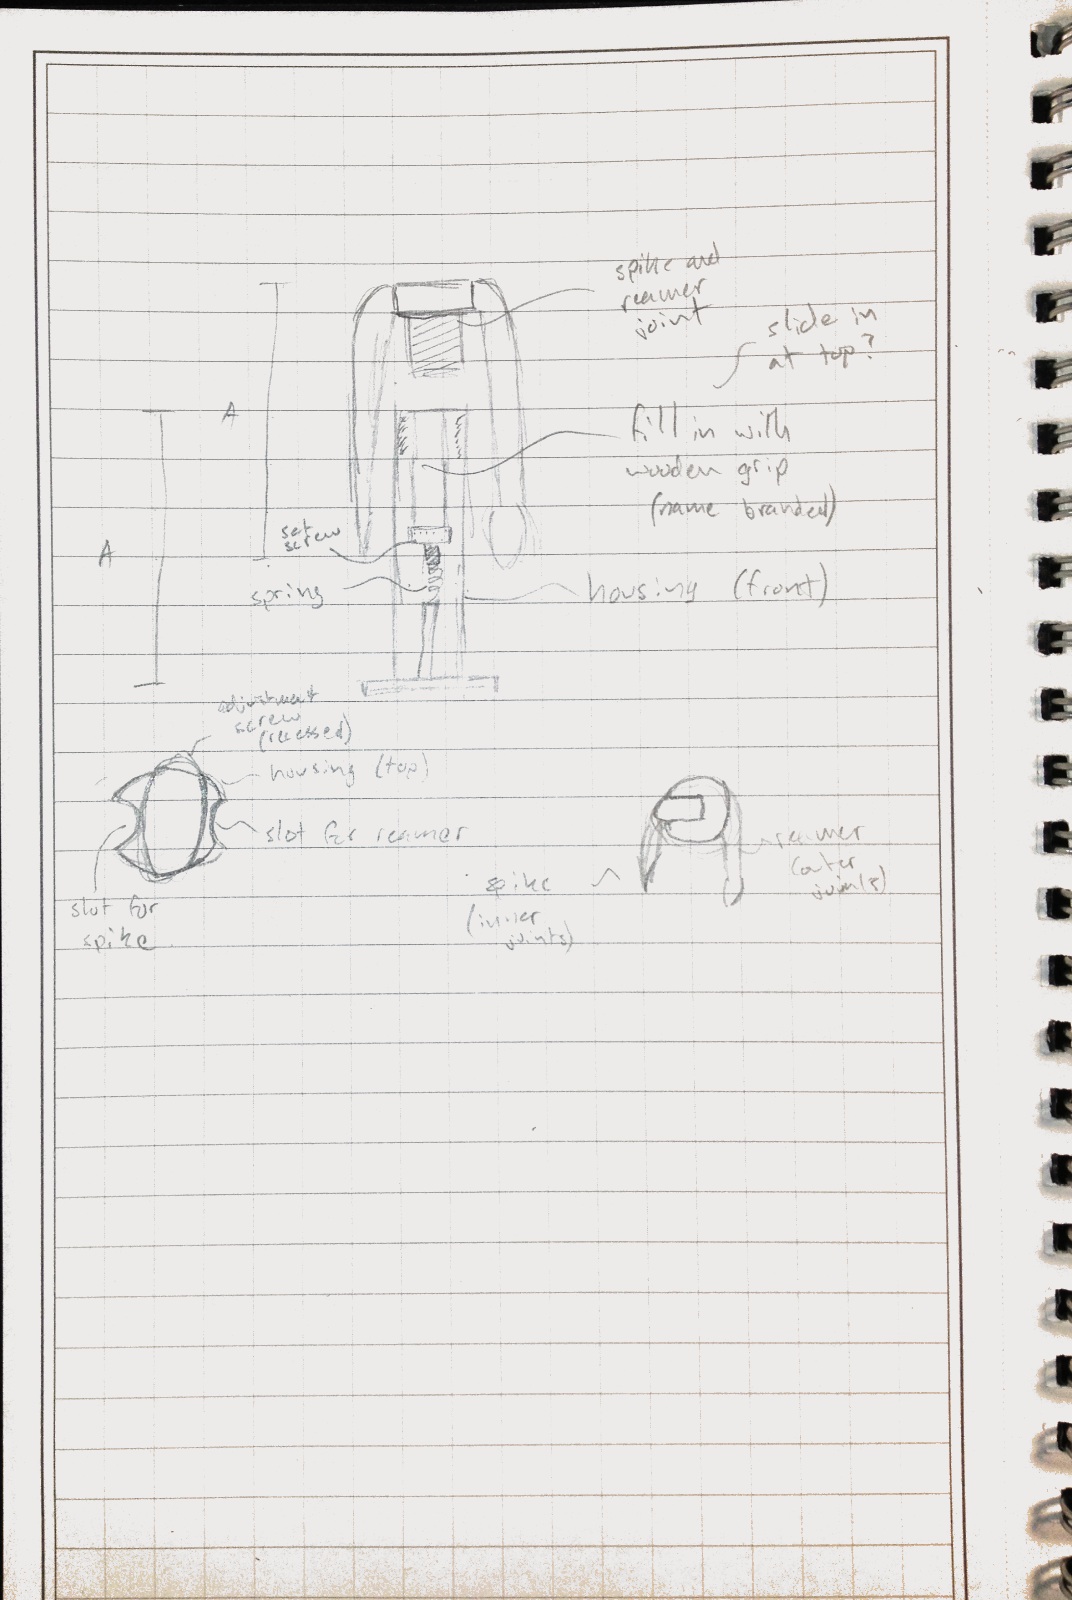 spike and
reamer
joint
slide in
at top?
A
fill in with
wooden grip
(name branded)
set
screw
A
spring
housing (front)
adjustment
screw
(recessed)
housing (top)
slot for reamer
slot for
spike
reamer
(outer
joints)
spike
(inner
joints)